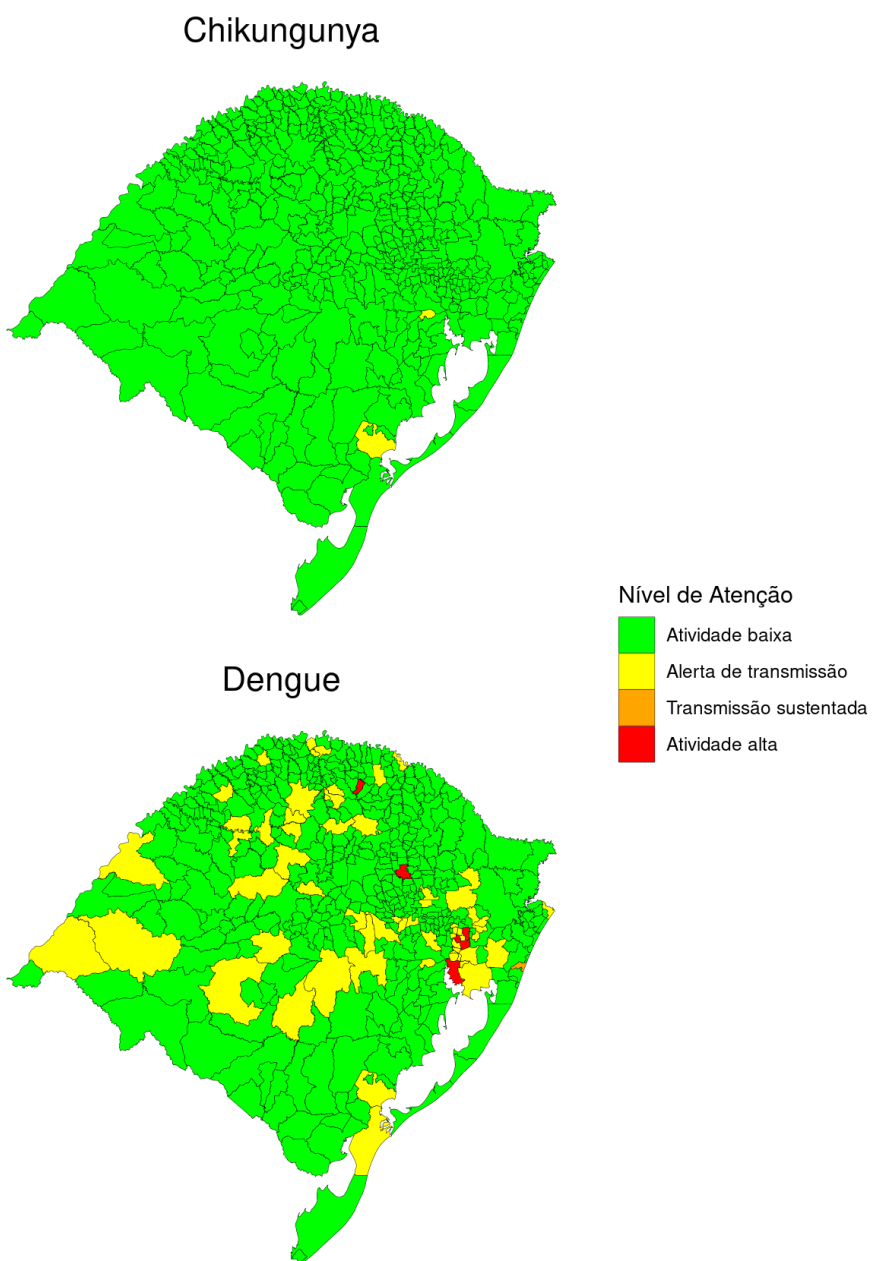 Chikungunya
Nível de Atenção
Atividade baixa
Alerta de transmissão
Transmissão sustentada
Atividade alta
Dengue